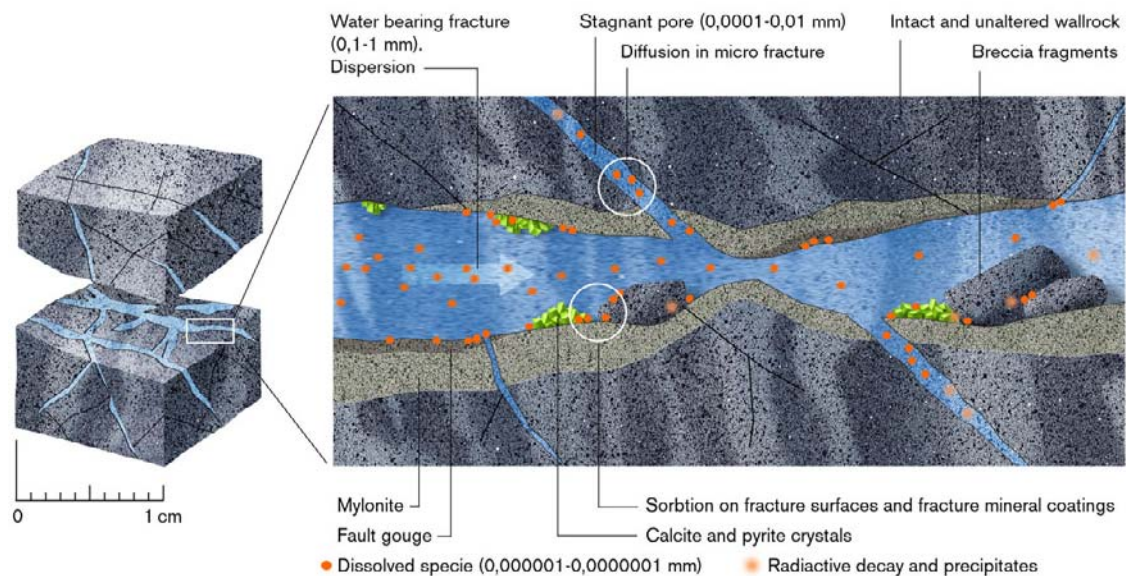 Water bearing fracture
(0,1-1 mm).
Dispersion
Stagnant pore (0,0001-0,01 mm)
Diffusion in micro fracture
Intact and unaltered wallrock
Breccia fragments
0
1 cm
Mylonite
Fault gouge
Sorbtion on fracture surfaces and fracture mineral coatings
Calcite and pyrite crystals
Dissolved specie (0,000001-0,0000001 mm)
Radiactive decay and precipitates